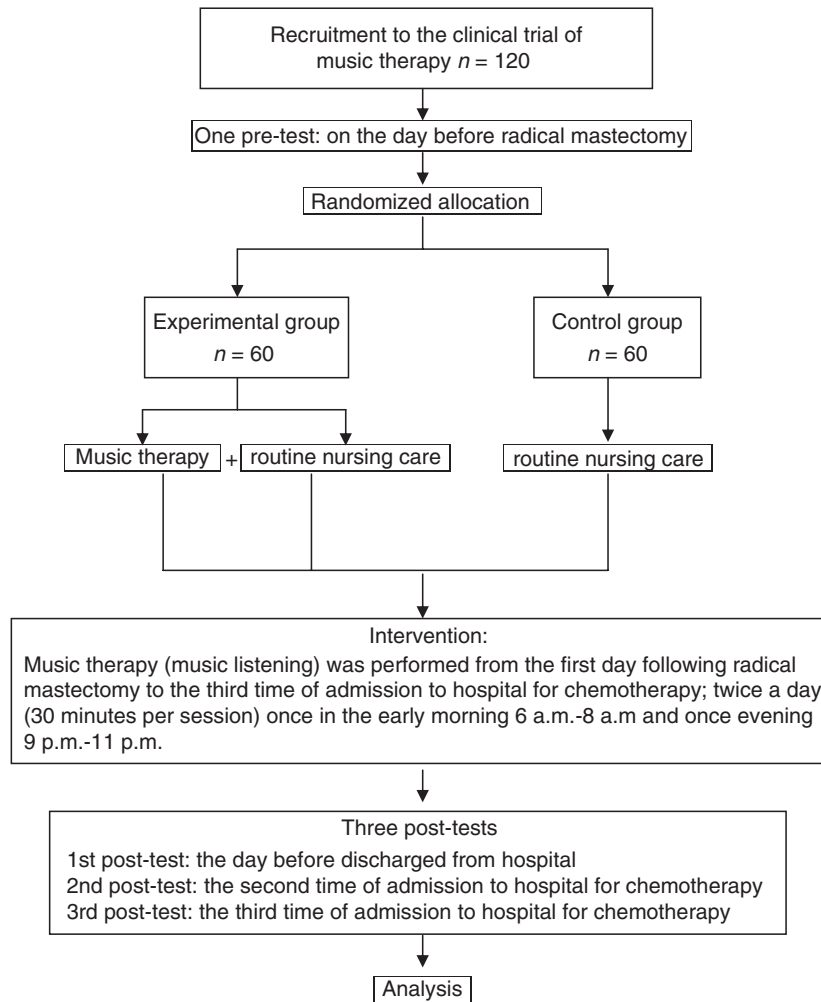 Recruitment to the clinical trial of
music therapy n = 120
One pre-test: on the day before radical mastectomy
Randomized allocation
Experimental group
n = 60
Control group
n = 60
Music therapy + routine nursing care
routine nursing care
Intervention:
Music therapy (music listening) was performed from the first day following radical
mastectomy to the third time of admission to hospital for chemotherapy; twice a day
(30 minutes per session) once in the early morning 6 a.m.-8 a.m and once evening
9 p.m.-11 p.m.
Three post-tests
1st post-test: the day before discharged from hospital
2nd post-test: the second time of admission to hospital for chemotherapy
3rd post-test: the third time of admission to hospital for chemotherapy
Analysis